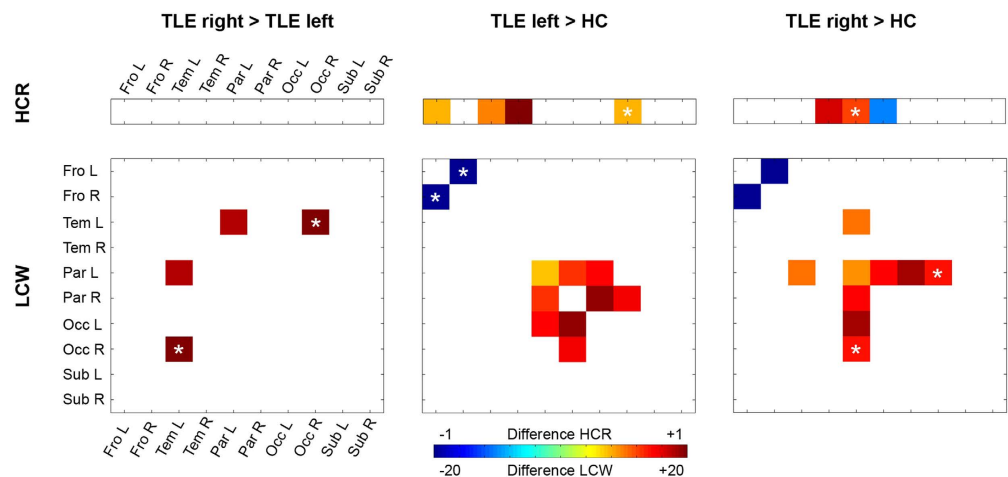 TLE right > TLE left
TLE left > HC
TLE right > HC
Fro L
Fro R
Tem L
Tem R
Par L
Par R
Occ L
Occ R
Sub L
Sub R
HCR
*
*
LCW
Fro L
Fro R
Tem L
Tem R
Par L
Par R
Occ L
Occ R
Sub L
Sub R
*
*
*
*
*
*
Fro L
Fro R
Tem L
Tem R
Par L
Par R
Occ L
Occ R
Sub L
Sub R
-1 Difference HCR +1
-20 Difference LCW +20